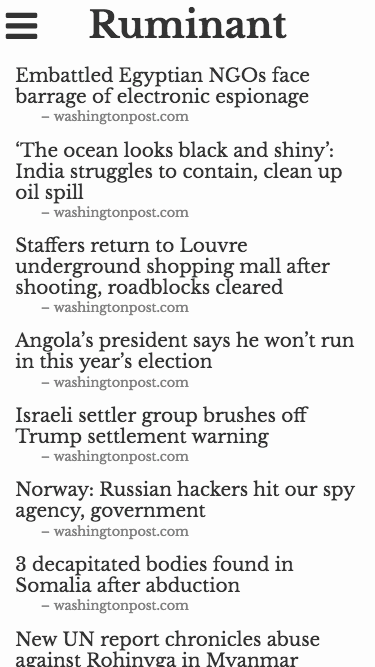 Ruminant
Embattled Egyptian NGOs face
barrage of electronic espionage
– washingtonpost.com
‘The ocean looks black and shiny’:
India struggles to contain, clean up
oil spill
– washingtonpost.com
Staffers return to Louvre
underground shopping mall after
shooting, roadblocks cleared
– washingtonpost.com
Angola’s president says he won’t run
in this year’s election
– washingtonpost.com
Israeli settler group brushes off
Trump settlement warning
– washingtonpost.com
Norway: Russian hackers hit our spy
agency, government
– washingtonpost.com
3 decapitated bodies found in
Somalia after abduction
– washingtonpost.com
New UN report chronicles abuse
against Rohingya in Myanmar